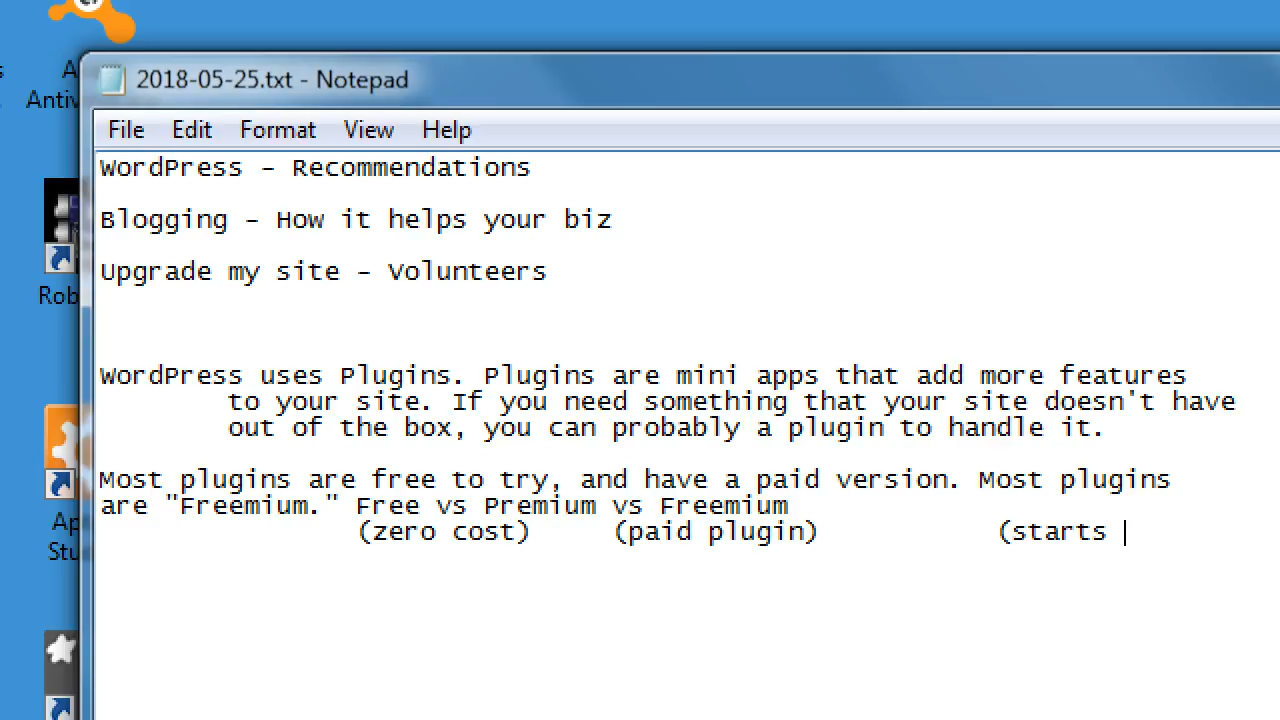 2018-05-25.txt - Notepad
File Edit Format View Help
WordPress - Recommendations
Blogging - How it helps your biz
Upgrade my site - Volunteers
WordPress uses Plugins. Plugins are mini apps that add more features
to your site. If you need something that your site doesn't have
out of the box, you can probably a plugin to handle it.
Most plugins are free to try, and have a paid version. Most plugins
are "Freemium." Free vs Premium vs Freemium
(zero cost) (paid plugin) (starts